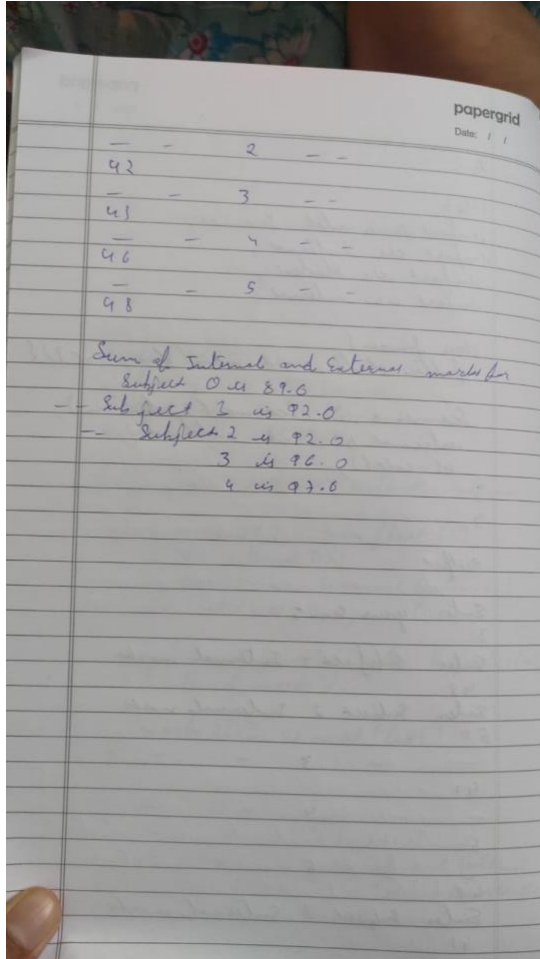 papergrid
Date: / /
— - 2 - -
42
— - 3 - -
45
— - 4 - -
46
— - 5 - -
48
Sum of Internal and External marks for
Subject 0 is 89.0
-- Subject 1 is 92.0
-- Subject 2 is 92.0
3 is 96.0
4 is 97.0